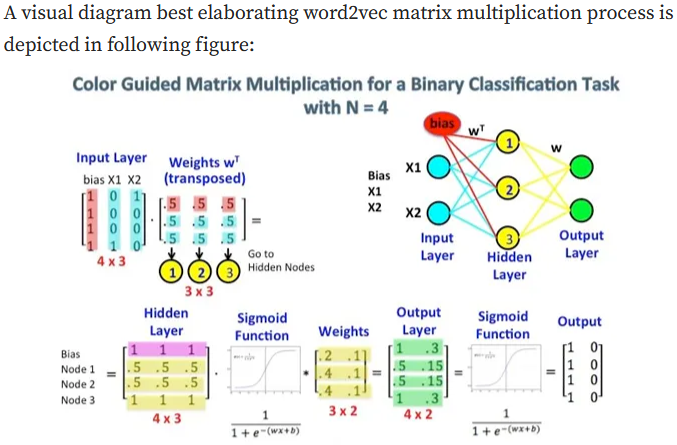 A visual diagram best elaborating word2vec matrix multiplication process is
depicted in following figure:
Color Guided Matrix Multiplication for a Binary Classification Task
with N = 4
Input Layer
bias X1 X2
1 0 1
1 0 0
1 0 0
1 1 0
4 x 3
.
Weights wᵀ
(transposed)
.5 .5 .5
.5 .5 .5
.5 .5 .5
=
1 2 3
Go to
Hidden Nodes
3 x 3
Bias
X1
X2
bias
wᵀ
w
X1
X2
1
2
3
Input
Layer
Hidden
Layer
Output
Layer
Bias
Node 1
Node 2
Node 3
=
Hidden
Layer
1 1 1
.5 .5 .5
.5 .5 .5
1 1 1
4 x 3
.
Sigmoid
Function
1
1 + e^-(wx+b)
*
Weights
.2 .1
.4 .1
.4 .1
3 x 2
=
Output
Layer
1 .3
.5 .15
.5 .15
1 .3
4 x 2
=
Sigmoid
Function
1
1 + e^-(wx+b)
=
Output
1 0
1 0
1 0
1 0